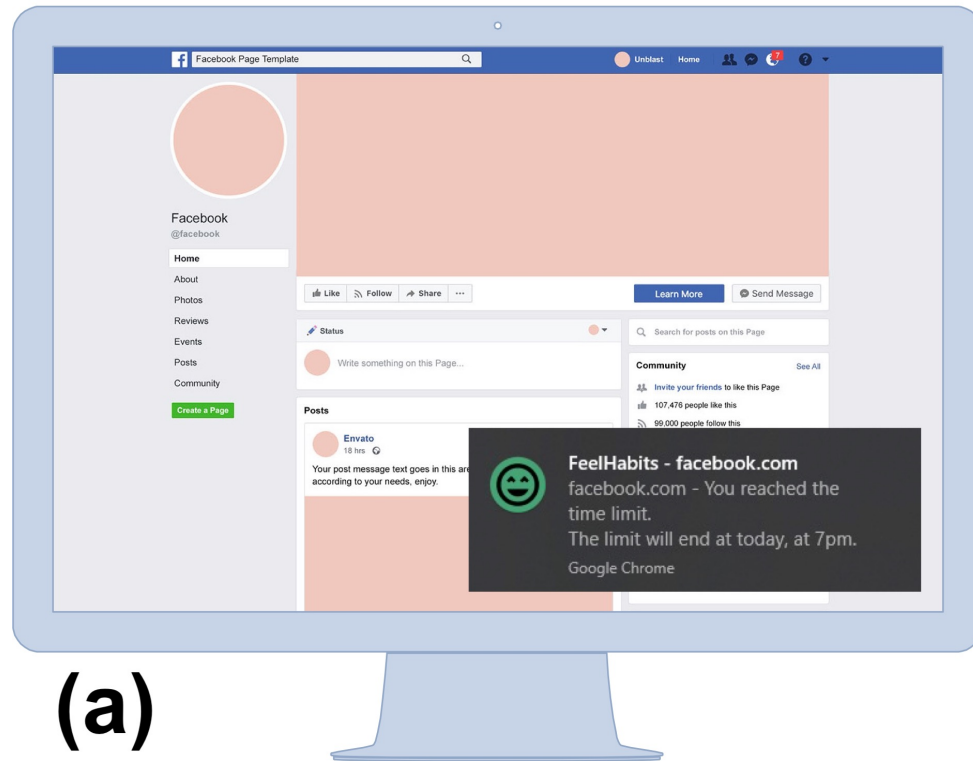 f Facebook Page Template
Unblast Home 7 ?
Facebook
@facebook
Home
About
Photos
Reviews
Events
Posts
Community
Create a Page
Like Follow Share ...
Learn More Send Message
Status
Write something on this Page...
Search for posts on this Page
Community See All
Invite your friends to like this Page
107,476 people like this
99,000 people follow this
Posts
Envato
18 hrs
Your post message text goes in this are
according to your needs, enjoy.
FeelHabits - facebook.com
facebook.com - You reached the
time limit.
The limit will end at today, at 7pm.
Google Chrome
(a)